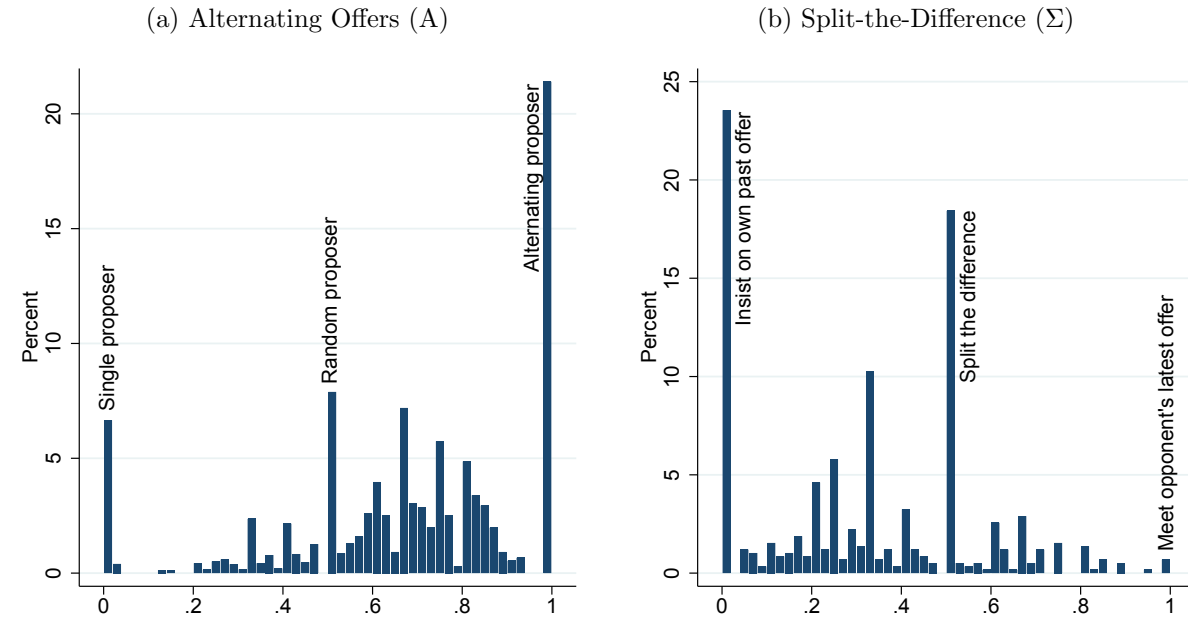 (a) Alternating Offers (A)
Percent
20
15
10
5
0
Single proposer
Random proposer
Alternating proposer
0
.2
.4
.6
.8
1
(b) Split-the-Difference (Σ)
Percent
25
20
15
10
5
0
Insist on own past offer
Split the difference
Meet opponent's latest offer
0
.2
.4
.6
.8
1